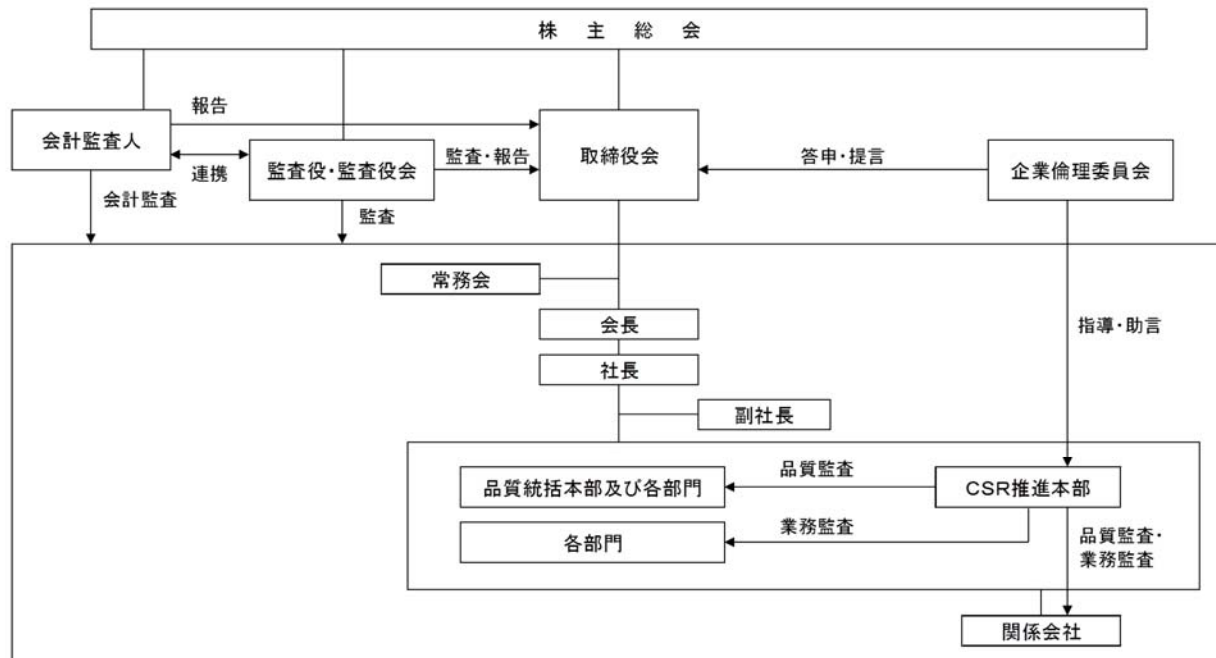 株 主 総 会
報告
会計監査人
取締役会
監査・報告
答申・提言
連携
監査役・監査役会
企業倫理委員会
会計監査
監査
常務会
会長
指導・助言
社長
副社長
品質監査
品質統括本部及び各部門
CSR推進本部
業務監査
各部門
品質監査・
業務監査
関係会社